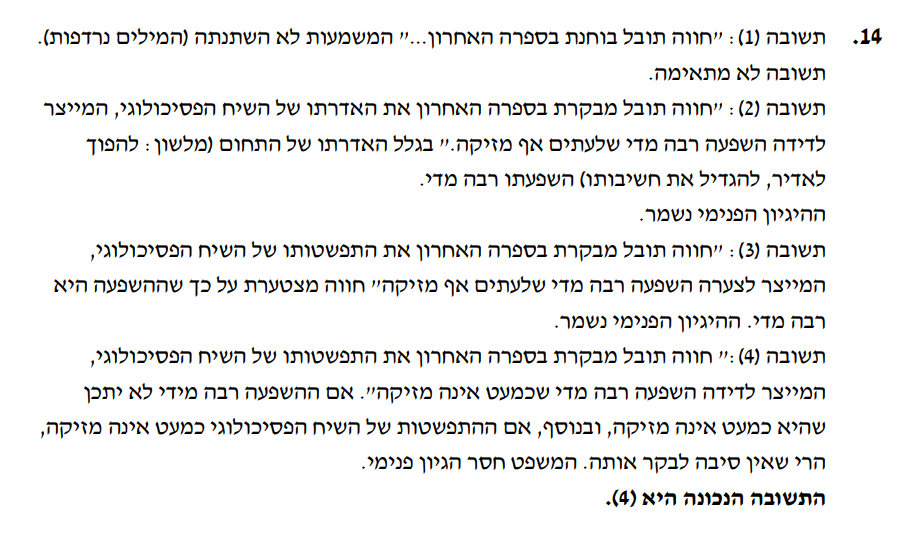 14. תשובה (1): "חווה תובל בוחנת בספרה האחרון..." המשמעות לא השתנתה (המילים נרדפות).
תשובה לא מתאימה.
תשובה (2): "חווה תובל מבקרת בספרה האחרון את האדרתו של השיח הפסיכולוגי, המייצר
לדידה השפעה רבה מדי שלעתים אף מזיקה." בגלל האדרתו של התחום (מלשון: להפוך
לאדיר, להגדיל את חשיבותו) השפעתו רבה מדי.
ההיגיון הפנימי נשמר.
תשובה (3): "חווה תובל מבקרת בספרה האחרון את התפשטותו של השיח הפסיכולוגי,
המייצר לצערה השפעה רבה מדי שלעתים אף מזיקה" חווה מצטערת על כך שההשפעה היא
רבה מדי. ההיגיון הפנימי נשמר.
תשובה (4):" חווה תובל מבקרת בספרה האחרון את התפשטותו של השיח הפסיכולוגי,
המייצר לדידה השפעה רבה מדי שכמעט אינה מזיקה". אם ההשפעה רבה מידי לא יתכן
שהיא כמעט אינה מזיקה, ובנוסף, אם ההתפשטות של השיח הפסיכולוגי כמעט אינה מזיקה,
הרי שאין סיבה לבקר אותה. המשפט חסר הגיון פנימי.
התשובה הנכונה היא (4).